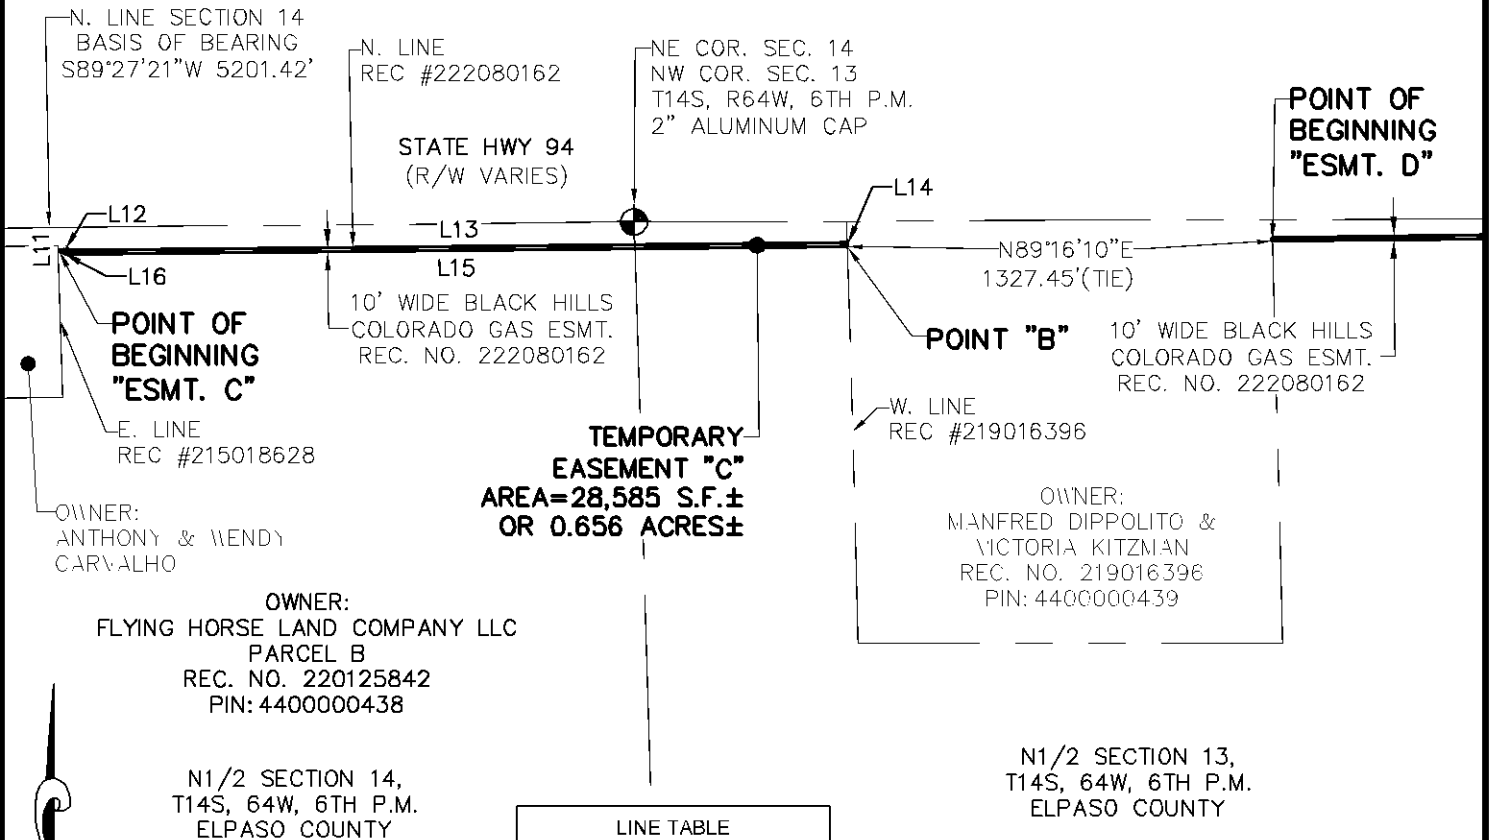 N. LINE SECTION 14
BASIS OF BEARING
S89°27'21"W 5201.42'
N. LINE
REC #222080162
NE COR. SEC. 14
NW COR. SEC. 13
T14S, R64W, 6TH P.M.
2" ALUMINUM CAP
STATE HWY 94
(R/W VARIES)
POINT OF
BEGINNING
"ESMT. D"
L12
L13
L14
L11
L16
L15
N89°16'10"E
1327.45'(TIE)
10' WIDE BLACK HILLS
COLORADO GAS ESMT.
REC. NO. 222080162
POINT OF
BEGINNING
"ESMT. C"
POINT "B"
10' WIDE BLACK HILLS
COLORADO GAS ESMT.
REC. NO. 222080162
E. LINE
REC #215018628
TEMPORARY
EASEMENT "C"
AREA=28,585 S.F.±
OR 0.656 ACRES±
W. LINE
REC #219016396
OWNER:
ANTHONY & WENDY
CARVALHO
OWNER:
MANFRED DIPPOLITO &
VICTORIA KITZMAN
REC. NO. 219016396
PIN: 4400000439
OWNER:
FLYING HORSE LAND COMPANY LLC
PARCEL B
REC. NO. 220125842
PIN: 4400000438
N1/2 SECTION 14,
T14S, 64W, 6TH P.M.
ELPASO COUNTY
N1/2 SECTION 13,
T14S, 64W, 6TH P.M.
ELPASO COUNTY
LINE TABLE